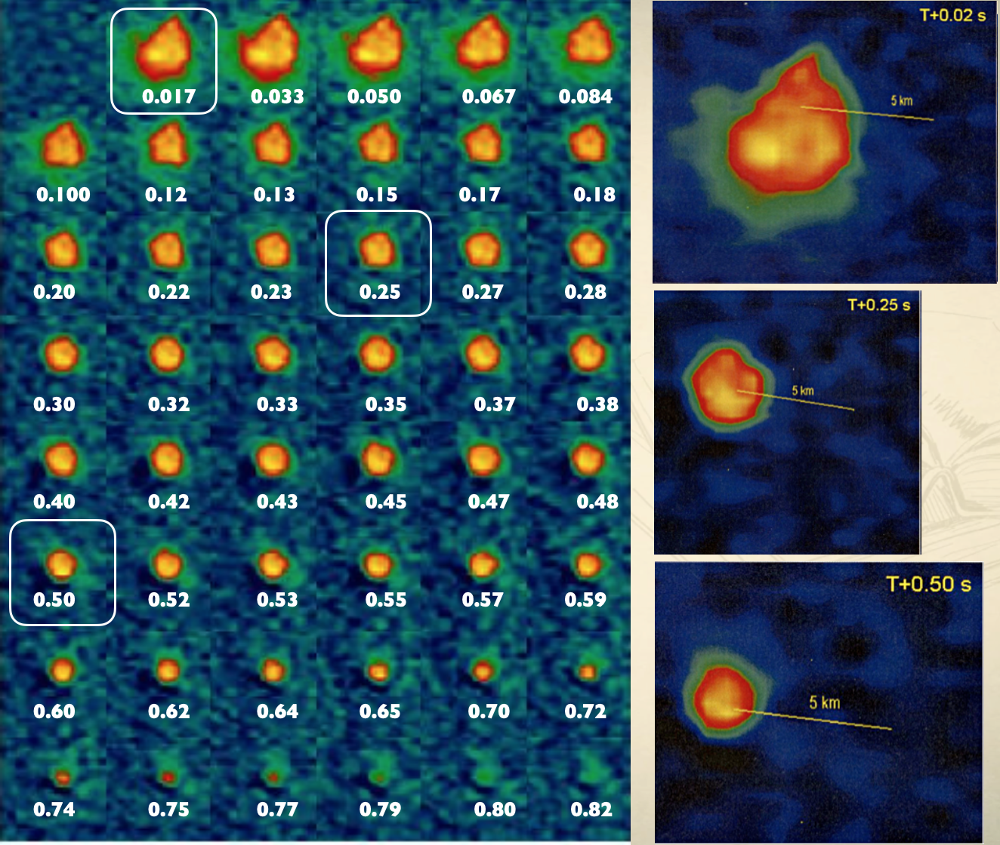 0.017 0.033 0.050 0.067 0.084
0.100 0.12 0.13 0.15 0.17 0.18
0.20 0.22 0.23 0.25 0.27 0.28
0.30 0.32 0.33 0.35 0.37 0.38
0.40 0.42 0.43 0.45 0.47 0.48
0.50 0.52 0.53 0.55 0.57 0.59
0.60 0.62 0.64 0.65 0.70 0.72
0.74 0.75 0.77 0.79 0.80 0.82
T+0.02 s
5 km
T+0.25 s
5 km
T+0.50 s
5 km